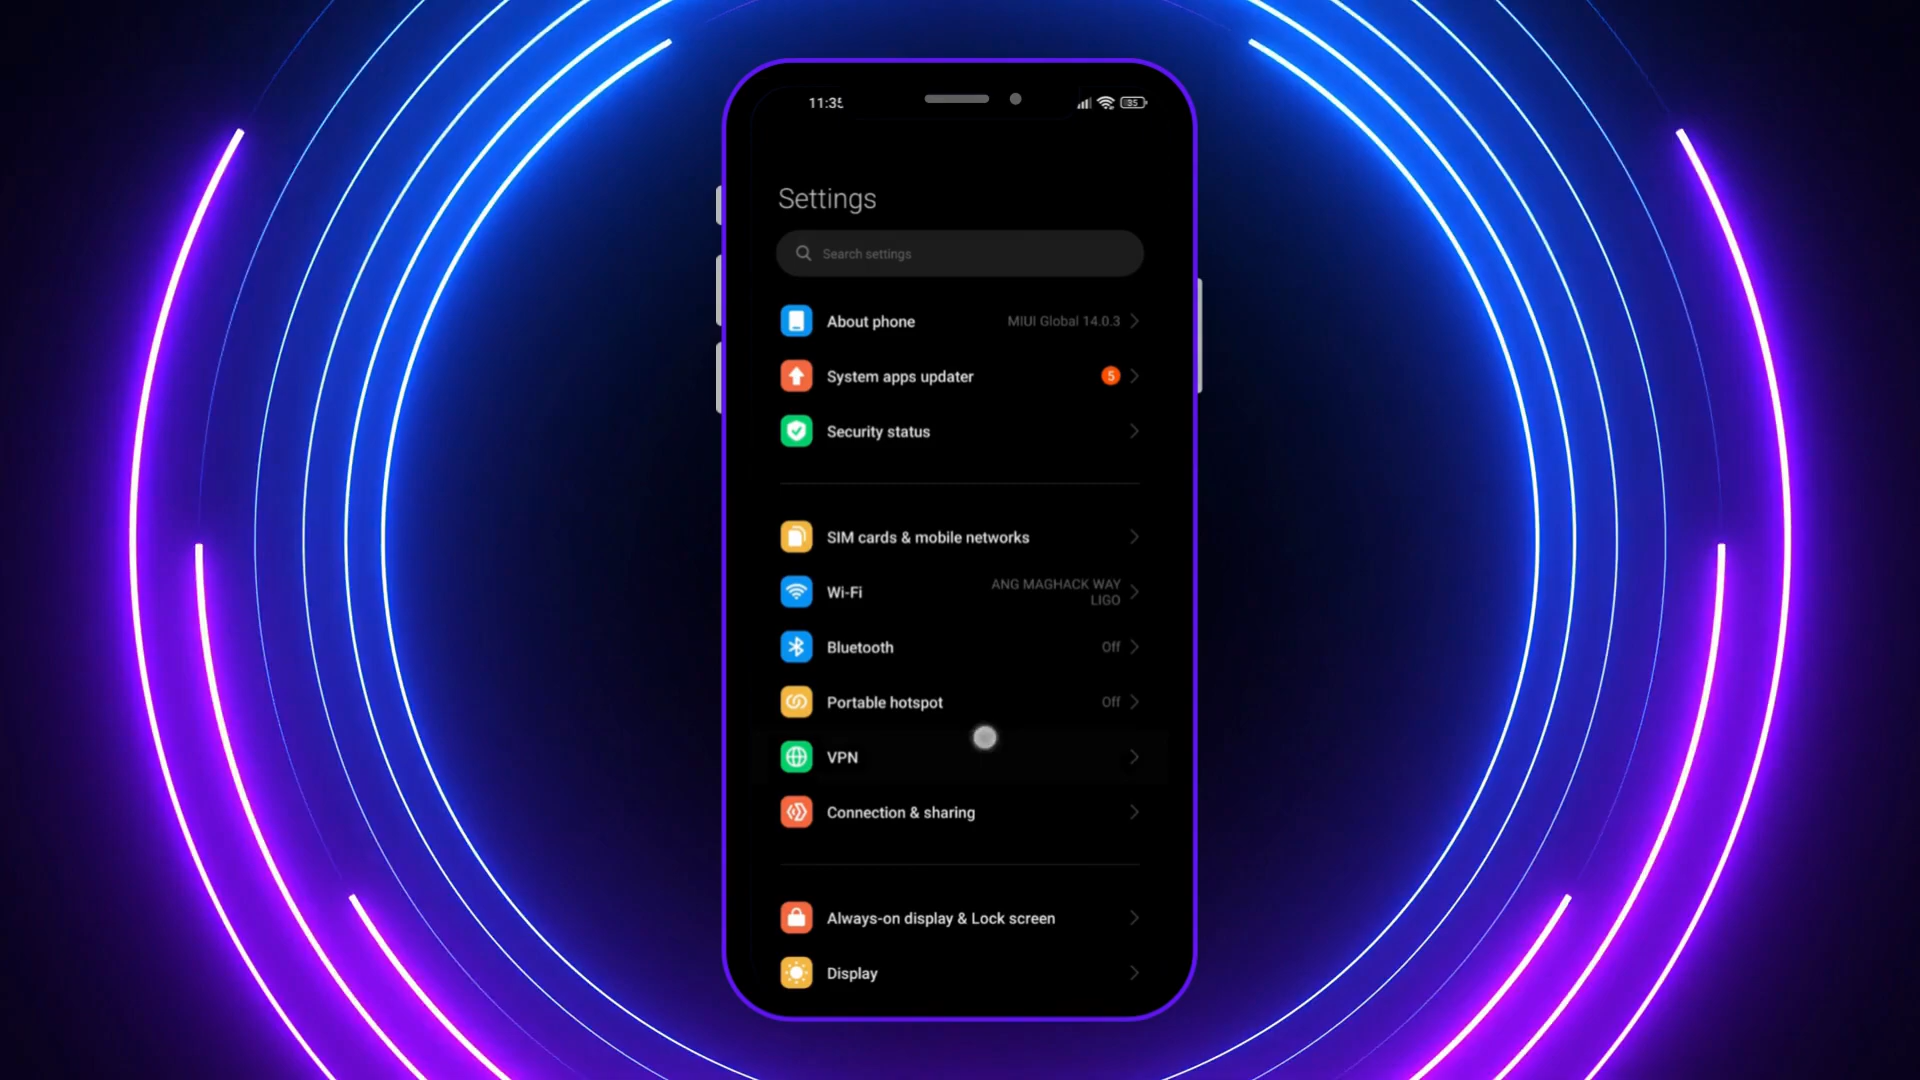 11:35
35
Settings
Search settings
About phone
MIUI Global 14.0.3
System apps updater
5
Security status
SIM cards & mobile networks
Wi-Fi
ANG MAGHACK WAY
LIGO
Bluetooth
Off
Portable hotspot
Off
VPN
Connection & sharing
Always-on display & Lock screen
Display